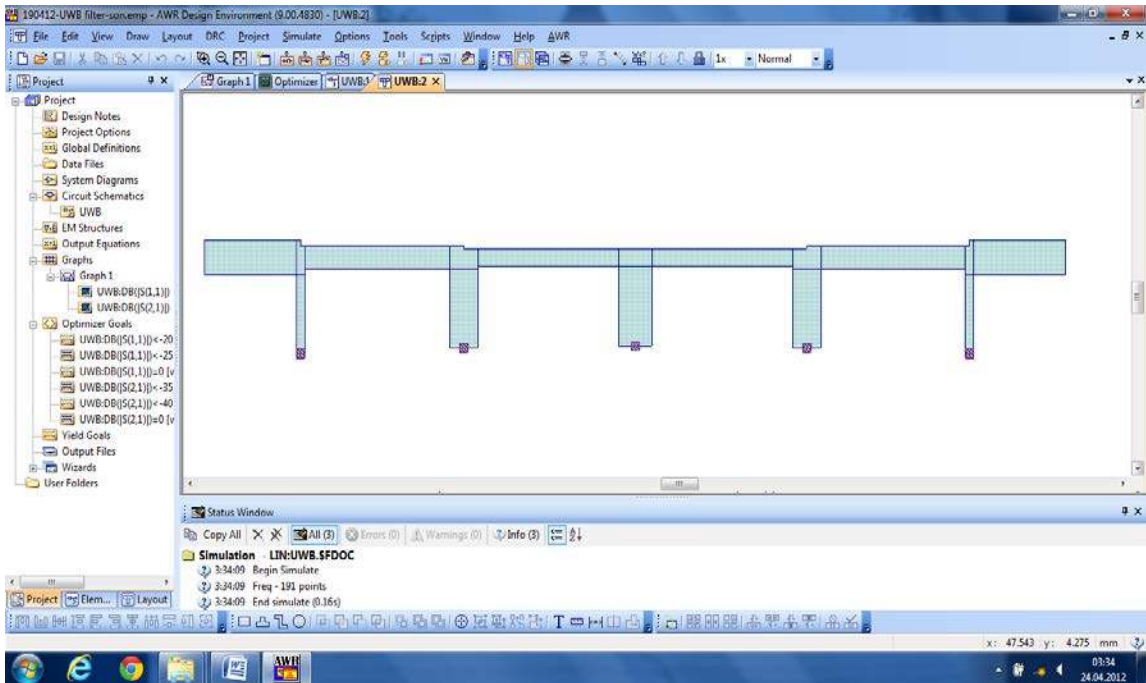 190412-UWB filter-son.emp - AWR Design Environment (9.00.4830) - [UWB:2]
File Edit View Draw Layout DRC Project Simulate Options Tools Scripts Window Help AWR
1x Normal
Project
Graph 1 Optimizer UWB:1 UWB:2
Project
Design Notes
Project Options
Global Definitions
Data Files
System Diagrams
Circuit Schematics
UWB
EM Structures
Output Equations
Graphs
Graph 1
UWB:DB(|S(1,1)|)
UWB:DB(|S(2,1)|)
Optimizer Goals
UWB:DB(|S(1,1)|)<-20
UWB:DB(|S(1,1)|)<-25
UWB:DB(|S(1,1)|)=0 [v
UWB:DB(|S(2,1)|)<-35
UWB:DB(|S(2,1)|)<-40
UWB:DB(|S(2,1)|)=0 [v
Yield Goals
Output Files
Wizards
User Folders
Status Window
Copy All All (3) Errors (0) Warnings (0) Info (3)
Simulation - LIN:UWB.$FDOC
3:34:09 Begin Simulate
3:34:09 Freq - 191 points
3:34:09 End simulate (0.16s)
Project Elem... Layout
x: 47.543 y: 4.275 mm
AWR
03:34
24.04.2012